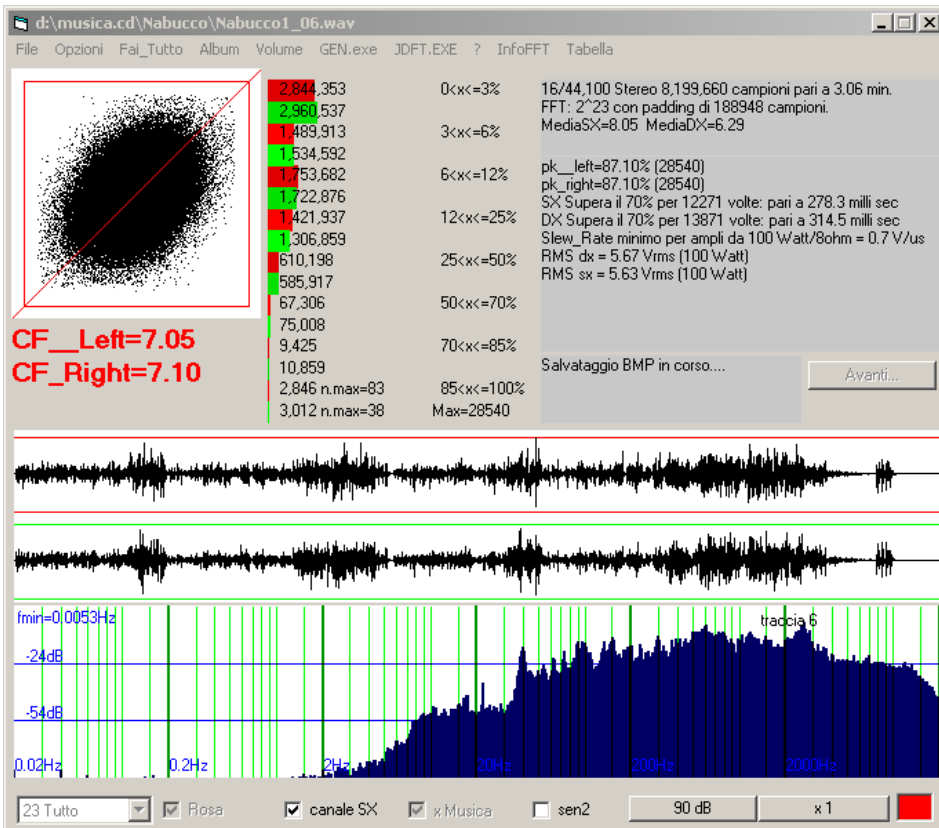 d:\musica.cd\Nabucco\Nabucco1_06.wav
File Opzioni Fai_Tutto Album Volume GEN.exe JDFT.EXE ? InfoFFT Tabella
2,844,353 0<x<=3%
2,960,537
1,489,913 3<x<=6%
1,534,592
1,753,682 6<x<=12%
1,722,876
1,421,937 12<x<=25%
1,306,859
610,198 25<x<=50%
585,917
67,306 50<x<=70%
75,008
9,425 70<x<=85%
10,859
2,846 n.max=83 85<x<=100%
3,012 n.max=38 Max=28540
CF__Left=7.05
CF_Right=7.10
16/44,100 Stereo 8,199,660 campioni pari a 3.06 min.
FFT: 2^23 con padding di 188948 campioni.
MediaSX=8.05 MediaDX=6.29
pk__left=87.10% (28540)
pk_right=87.10% (28540)
SX Supera il 70% per 12271 volte: pari a 278.3 milli sec
DX Supera il 70% per 13871 volte: pari a 314.5 milli sec
Slew_Rate minimo per ampli da 100 Watt/8ohm = 0.7 V/us
RMS dx = 5.67 Vrms (100 Watt)
RMS sx = 5.63 Vrms (100 Watt)
Salvataggio BMP in corso....
Avanti...
fmin=0.0053Hz
traccia 6
-24dB
-54dB
0.02Hz 0.2Hz 2Hz 20Hz 200Hz 2000Hz
23 Tutto Rosa canale SX x Musica sen2 90 dB x 1